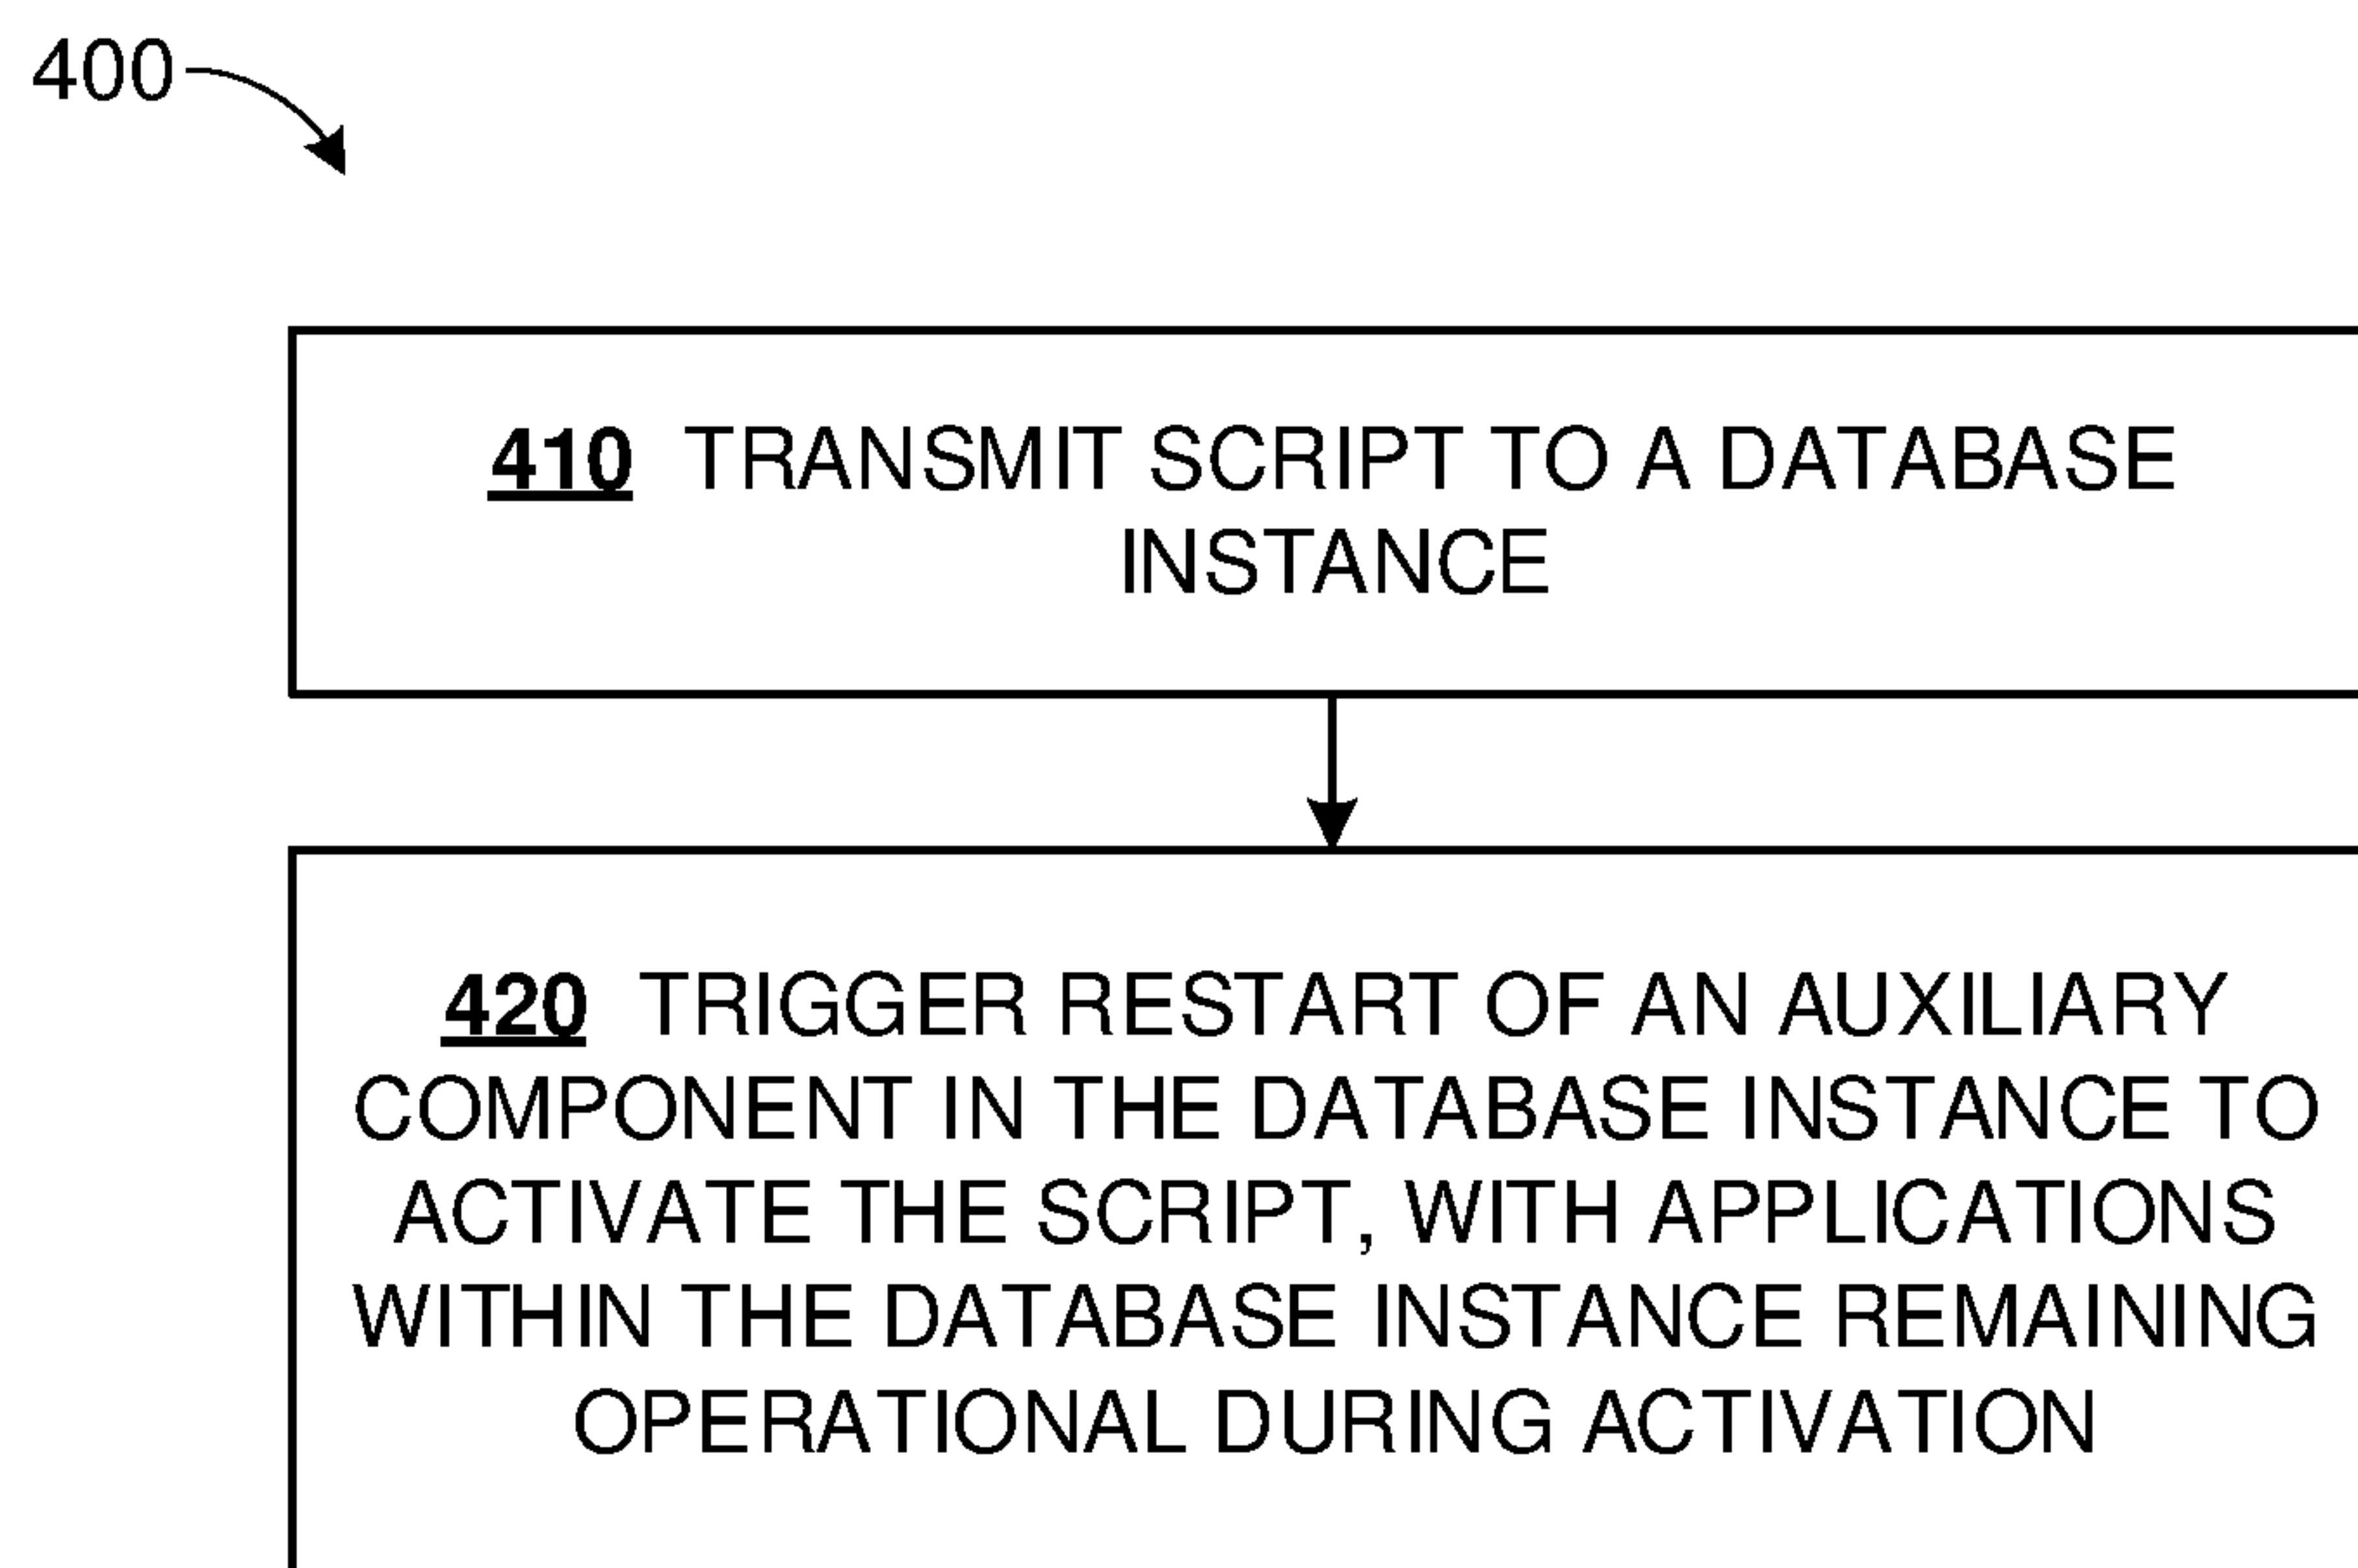 400
410 TRANSMIT SCRIPT TO A DATABASE
INSTANCE
420 TRIGGER RESTART OF AN AUXILIARY
COMPONENT IN THE DATABASE INSTANCE TO
ACTIVATE THE SCRIPT, WITH APPLICATIONS
WITHIN THE DATABASE INSTANCE REMAINING
OPERATIONAL DURING ACTIVATION